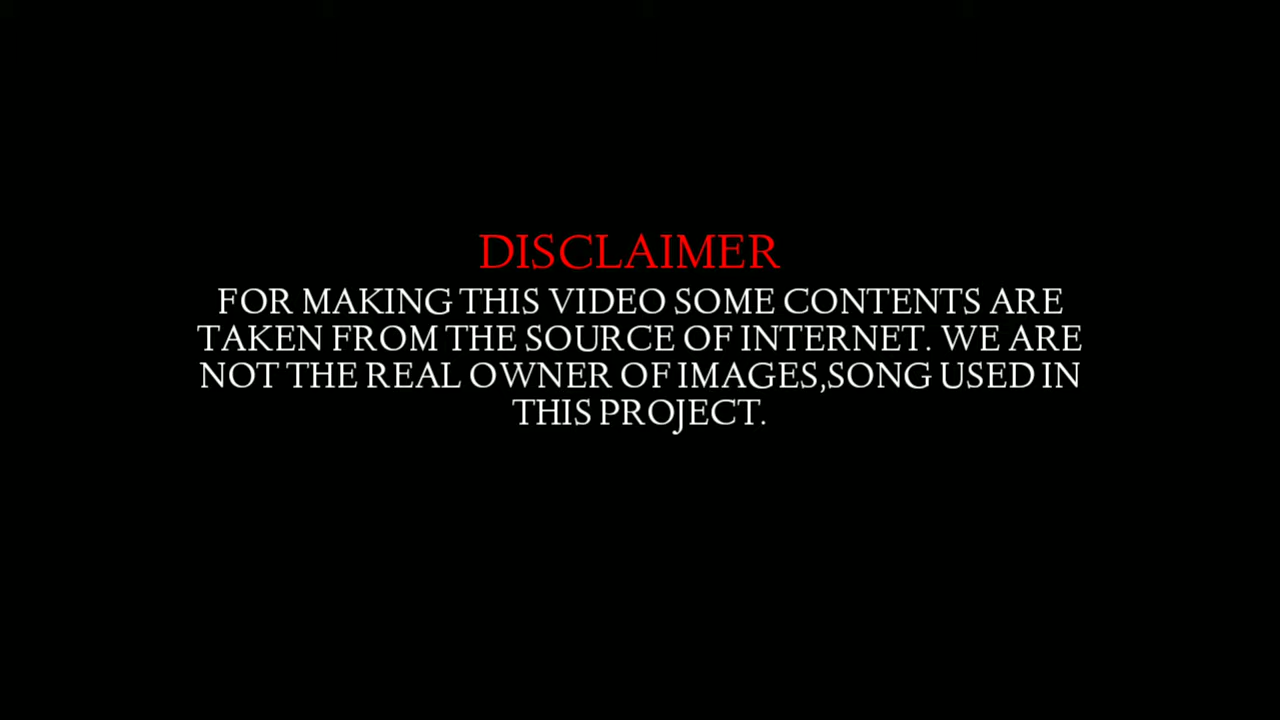 DISCLAIMER
FOR MAKING THIS VIDEO SOME CONTENTS ARE
TAKEN FROM THE SOURCE OF INTERNET. WE ARE
NOT THE REAL OWNER OF IMAGES,SONG USED IN
THIS PROJECT.